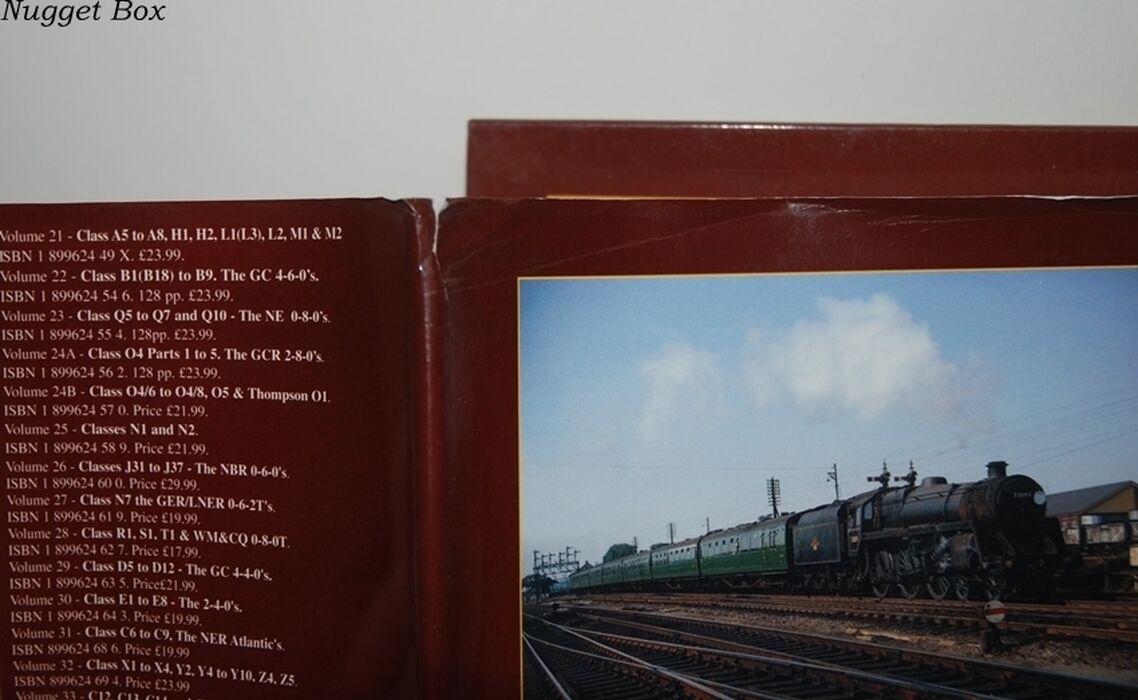 Nugget Box
Volume 21 - Class A5 to A8, H1, H2, L1(L3), L2, M1 & M2
ISBN 1 899624 49 X. £23.99.
Volume 22 - Class B1(B18) to B9. The GC 4-6-0's.
ISBN 1 899624 54 6. 128 pp. £23.99.
Volume 23 - Class Q5 to Q7 and Q10 - The NE 0-8-0's.
ISBN 1 899624 55 4. 128pp. £23.99.
Volume 24A - Class O4 Parts 1 to 5. The GCR 2-8-0's.
ISBN 1 899624 56 2. 128 pp. £23.99.
Volume 24B - Class O4/6 to O4/8, O5 & Thompson O1.
ISBN 1 899624 57 0. Price £21.99.
Volume 25 - Classes N1 and N2.
ISBN 1 899624 58 9. Price £21.99.
Volume 26 - Classes J31 to J37 - The NBR 0-6-0's.
ISBN 1 899624 60 0. Price £29.99.
Volume 27 - Class N7 the GER/LNER 0-6-2T's.
ISBN 1 899624 61 9. Price £19.99.
Volume 28 - Class R1, S1, T1 & WM&CQ 0-8-0T.
ISBN 1 899624 62 7. Price £17.99.
Volume 29 - Class D5 to D12 - The GC 4-4-0's.
ISBN 1 899624 63 5. Price£21.99.
Volume 30 - Class E1 to E8 - The 2-4-0's.
ISBN 1 899624 64 3. Price £19.99.
Volume 31 - Class C6 to C9, The NER Atlantic's.
ISBN 899624 68 6. Price £19.99
Volume 32 - Class X1 to X4, Y2, Y4 to Y10, Z4, Z5.
ISBN 899624 69 4. Price £23.99
Volume 33 - C12, C13,